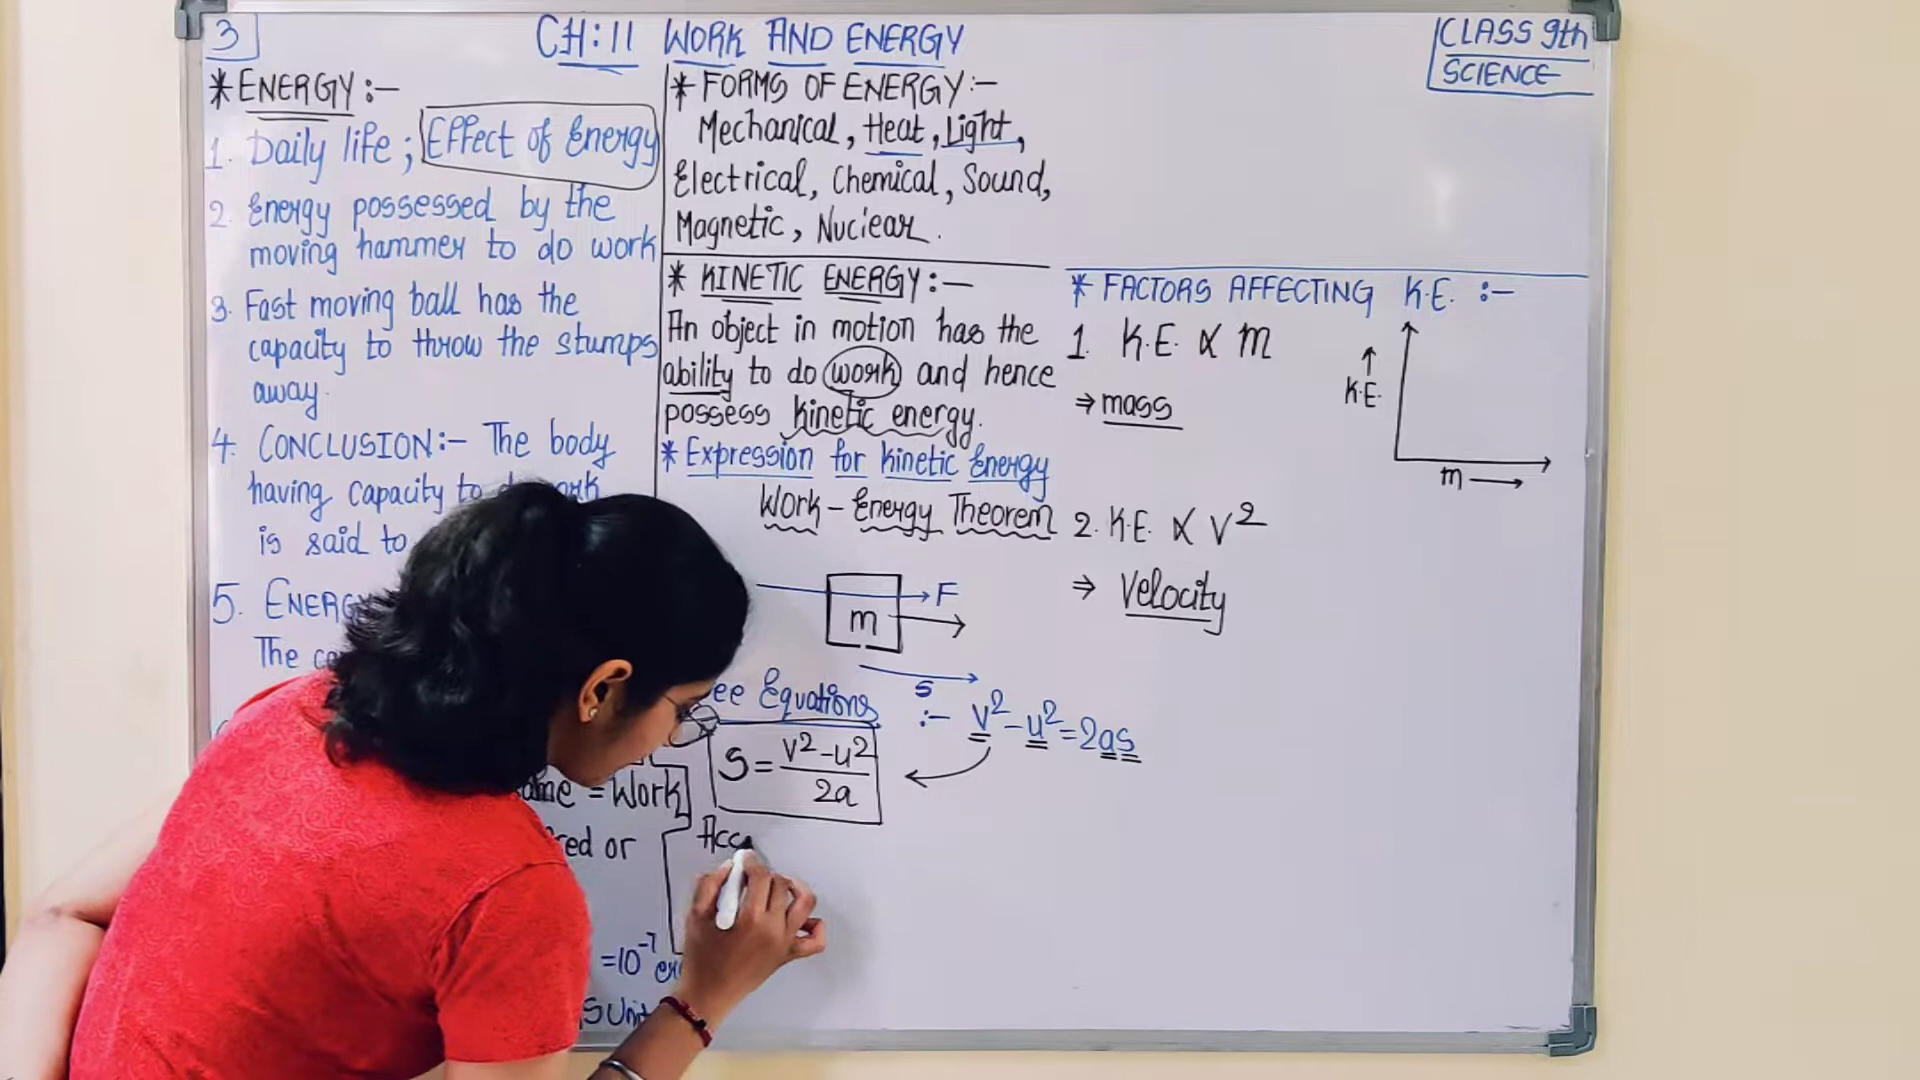 3
CH:11 WORK AND ENERGY
CLASS 9th
SCIENCE
* ENERGY :-
1. Daily life ; Effect of Energy
2. Energy possessed by the
moving hammer to do work
3. Fast moving ball has the
capacity to throw the stumps
away.
4. CONCLUSION:- The body
having capacity to
is said to
5.
The
= Work
or
=10⁻⁷
Unit
* FORMS OF ENERGY :-
Mechanical, Heat, Light,
Electrical, Chemical, Sound,
Magnetic, Nuciear.
* KINETIC ENERGY :-
An object in motion has the
ability to do work and hence
possess kinetic energy.
* Expression for kinetic Energy
Work - Energy Theorem
F
m
s
Equations :- v²-u²=2as
S = v²-u² / 2a
Acc
* FACTORS AFFECTING K.E. :-
1. K.E. ∝ m
⇒ mass
K.E.
m →
2. K.E. ∝ v²
⇒ Velocity